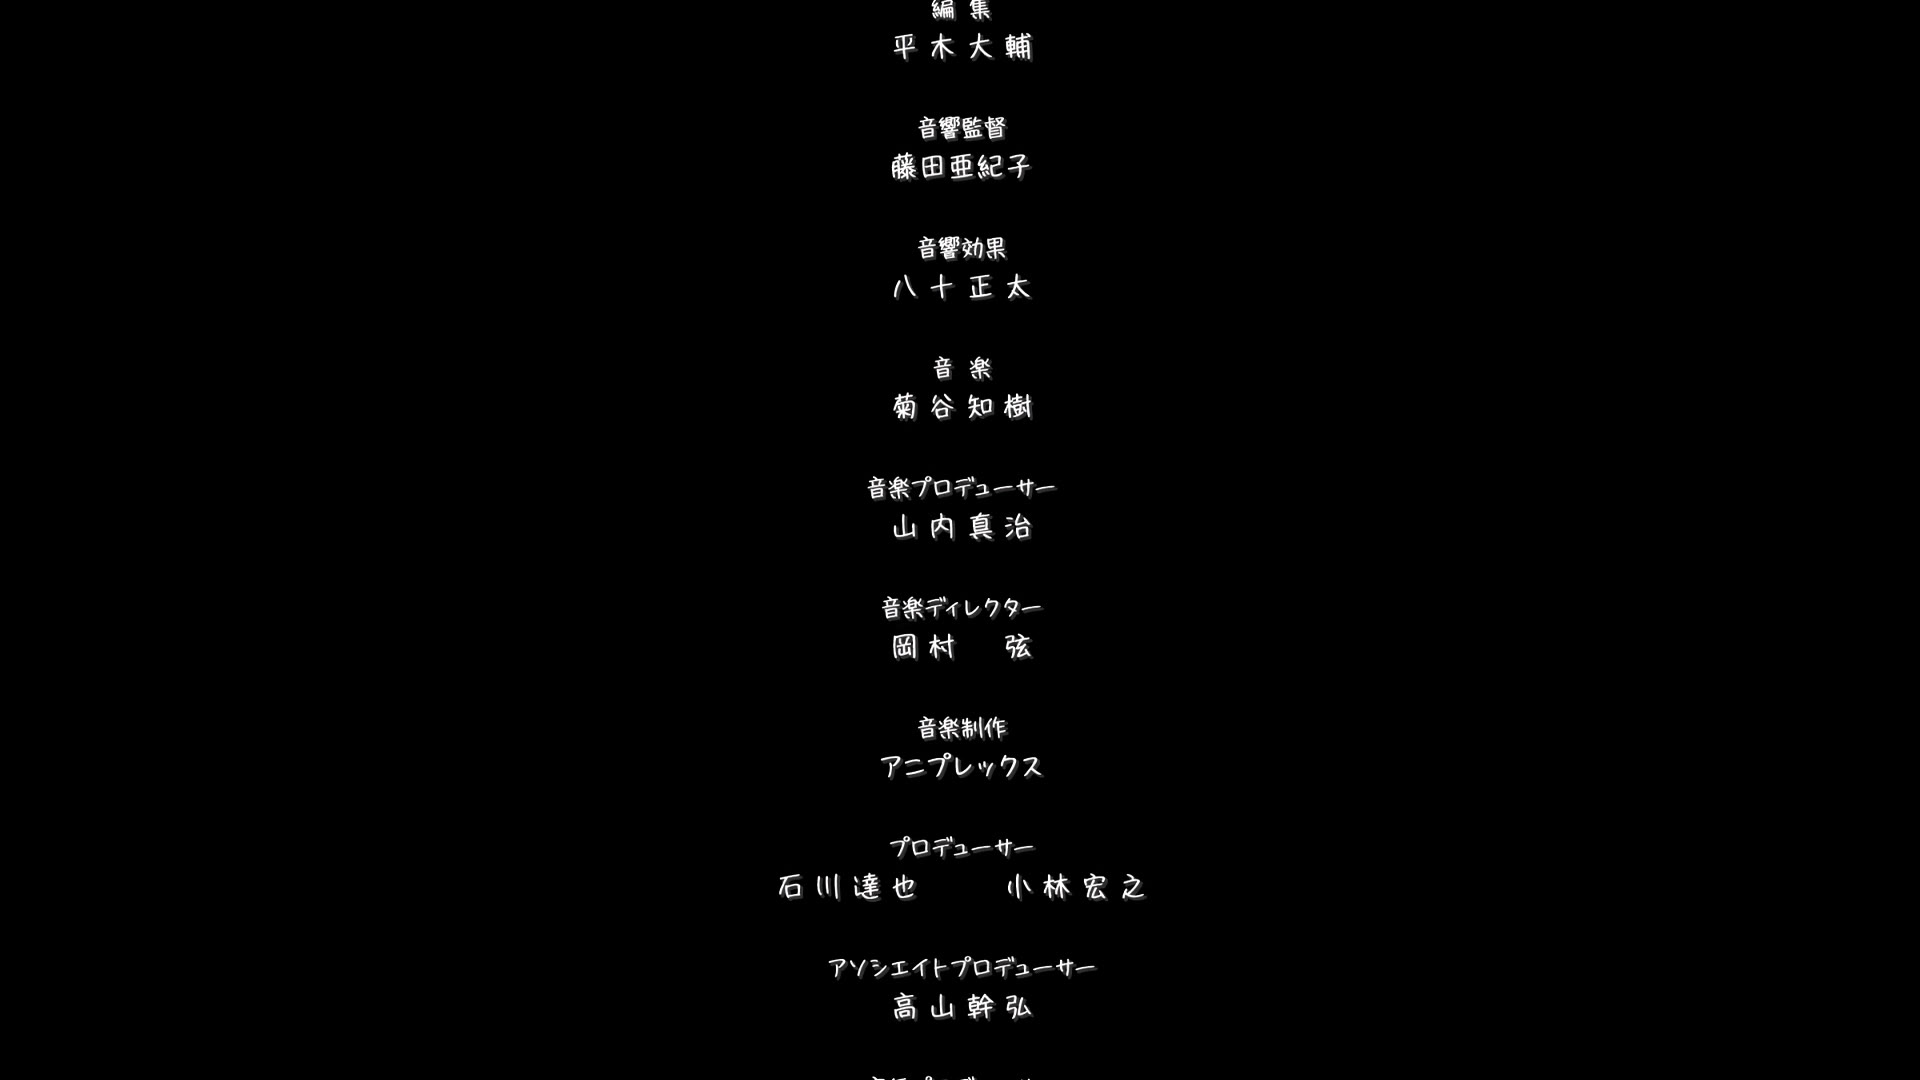 編 集
平 木 大 輔
音響監督
藤田亜紀子
音響効果
八 十 正 太
音 楽
菊 谷 知 樹
音楽プロデューサー
山 内 真 治
音楽ディレクター
岡 村 弦
音楽制作
アニプレックス
プロデューサー
石 川 達 也 小 林 宏 之
アソシエイトプロデューサー
高 山 幹 弘